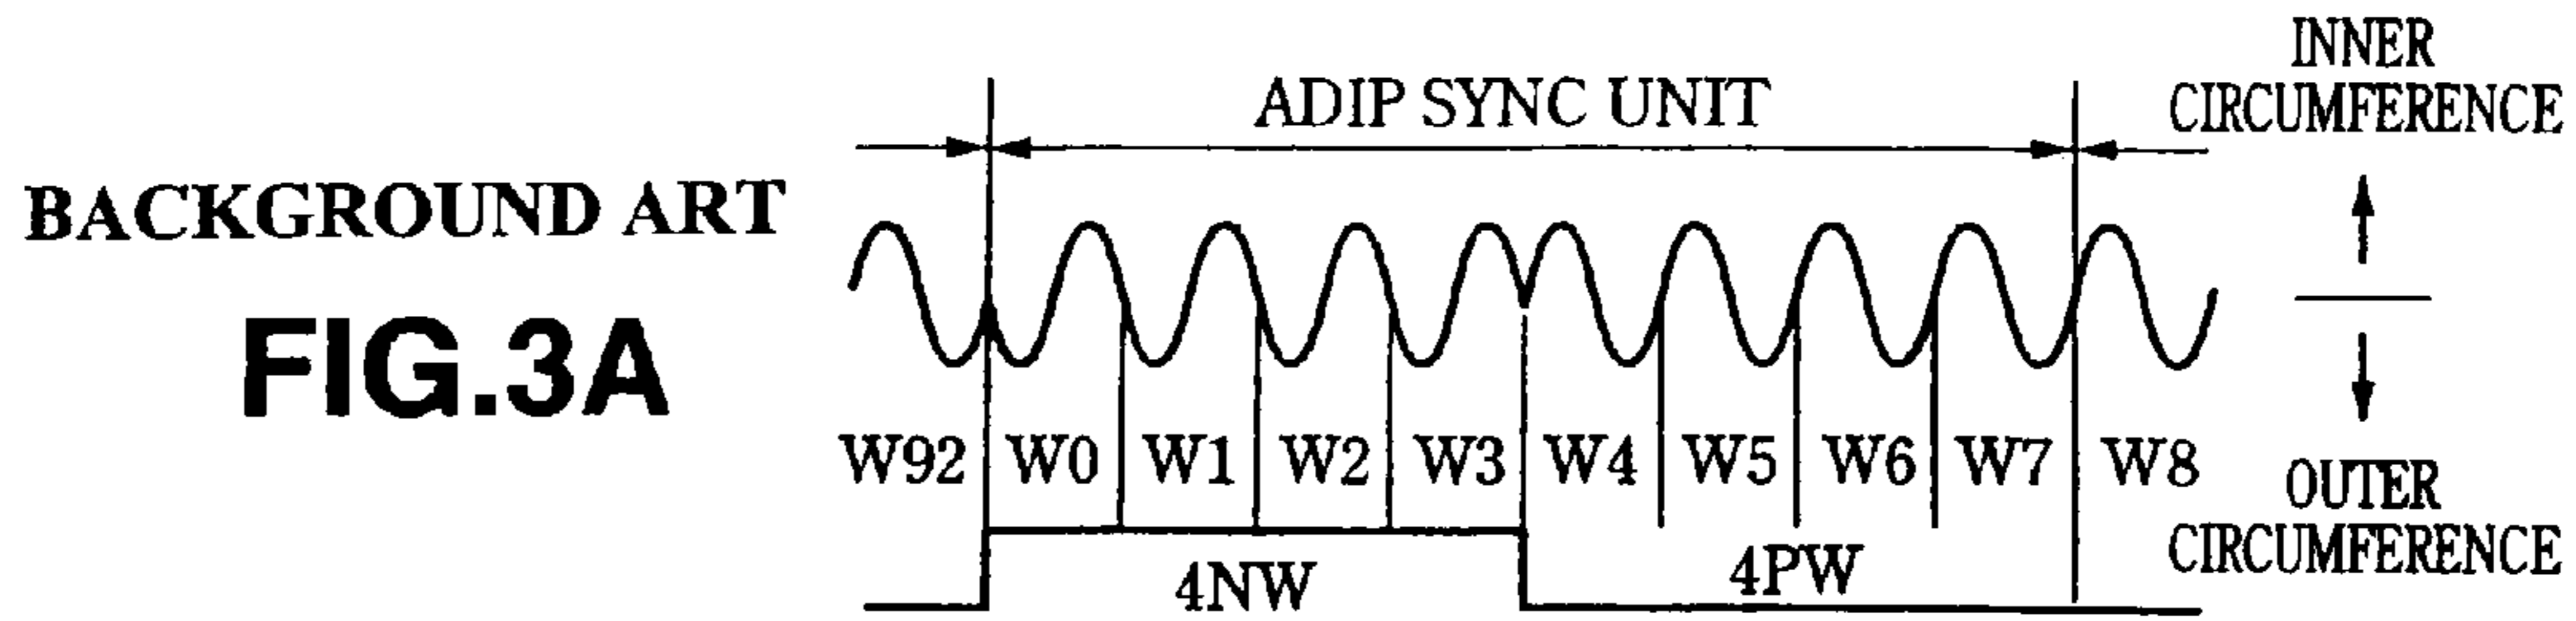 BACKGROUND ART
FIG.3A
ADIP SYNC UNIT
INNER
CIRCUMFERENCE
W92 W0 W1 W2 W3 W4 W5 W6 W7 W8
4NW 4PW
OUTER
CIRCUMFERENCE